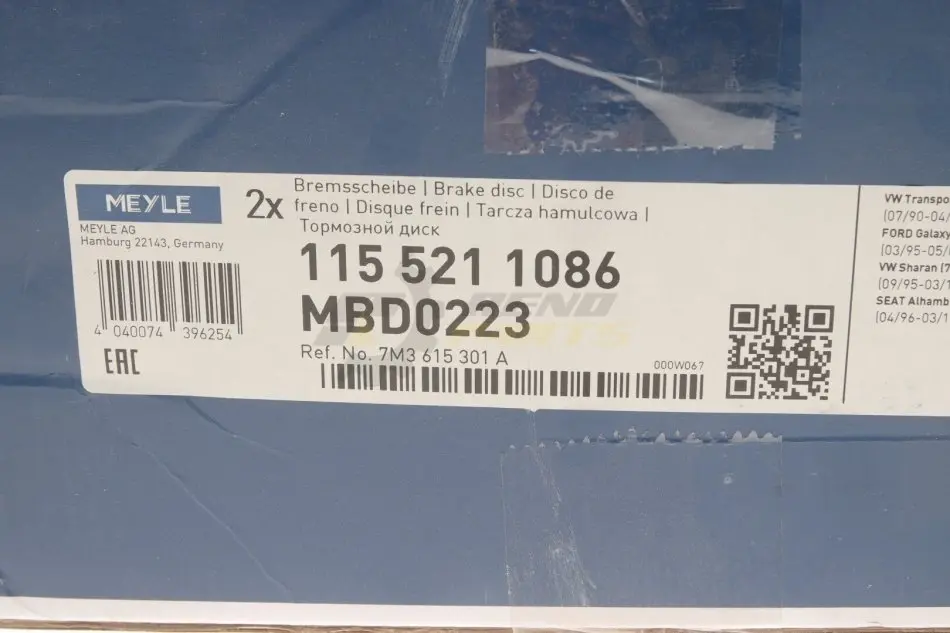 MEYLE
MEYLE AG
Hamburg 22143, Germany
4 040074 396254
EAC
2x
Bremsscheibe | Brake disc | Disco de
freno | Disque frein | Tarcza hamulcowa |
Тормозной диск
115 521 1086
MBD0223
Ref. No. 7M3 615 301 A
000W067
VW Transpo
(07/90-04/
FORD Galaxy
(03/95-05/
VW Sharan (7
(09/95-03/1
SEAT Alhamb
(04/96-03/1